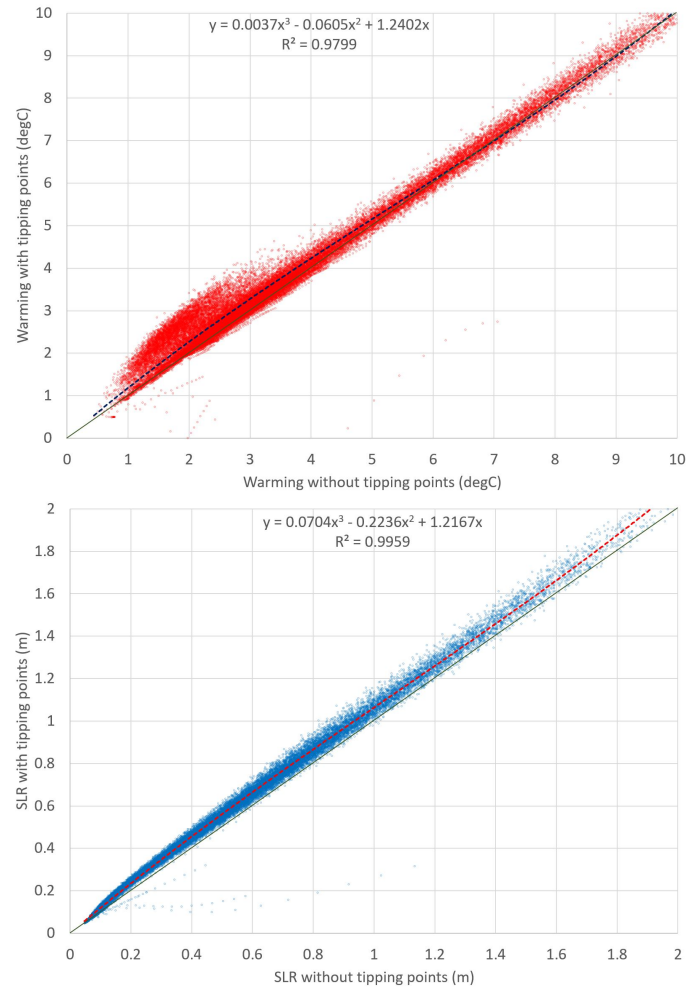 y = 0.0037x³ - 0.0605x² + 1.2402x
R² = 0.9799
10
9
8
7
6
5
4
3
2
1
0
Warming with tipping points (degC)
0 1 2 3 4 5 6 7 8 9 10
Warming without tipping points (degC)
y = 0.0704x³ - 0.2236x² + 1.2167x
R² = 0.9959
2
1.8
1.6
1.4
1.2
1
0.8
0.6
0.4
0.2
0
SLR with tipping points (m)
0 0.2 0.4 0.6 0.8 1 1.2 1.4 1.6 1.8 2
SLR without tipping points (m)